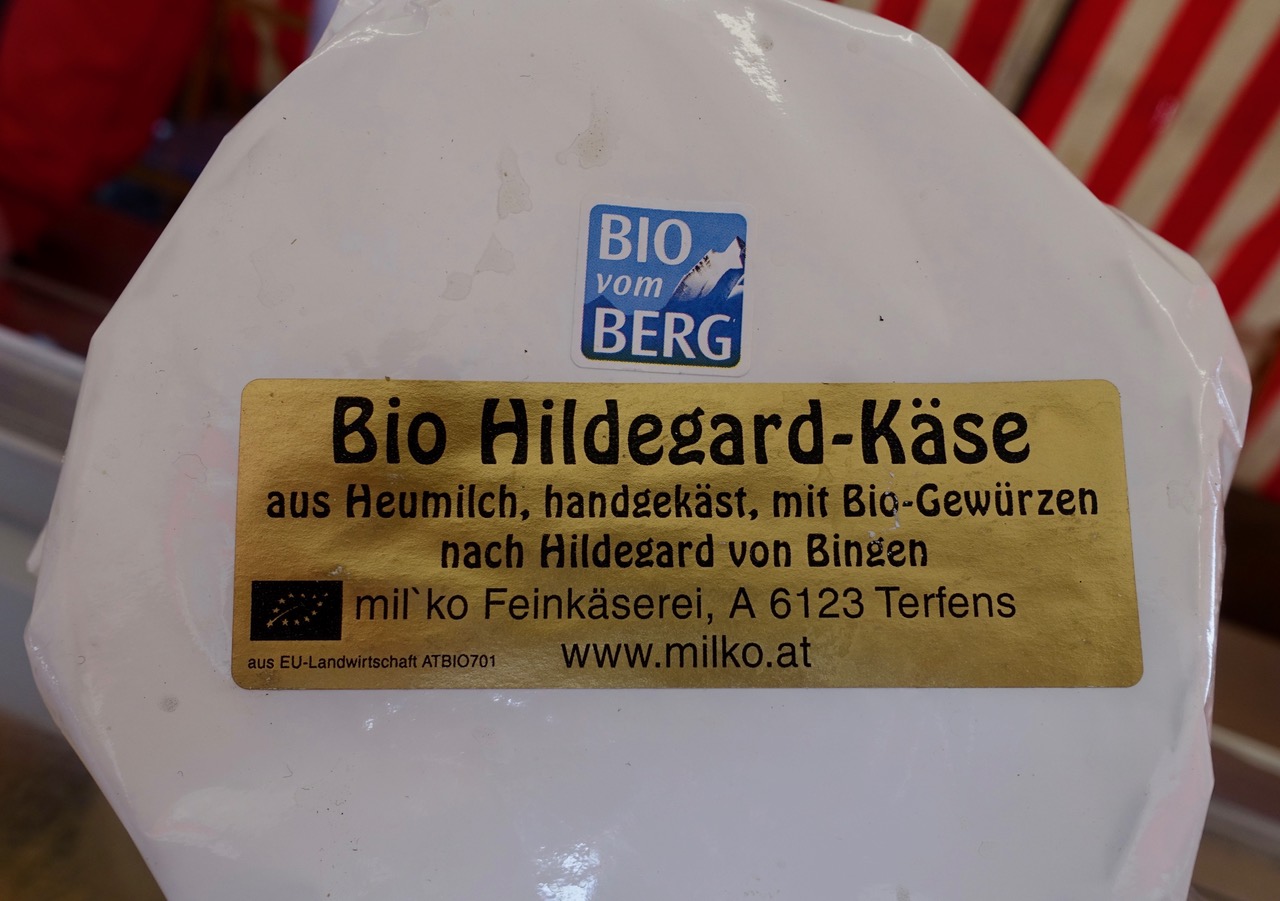 BIO
vom
BERG
Bio Hildegard-Käse
aus Heumilch, handgekäst, mit Bio-Gewürzen
nach Hildegard von Bingen
mil`ko Feinkäserei, A 6123 Terfens
www.milko.at
aus EU-Landwirtschaft ATBIO701